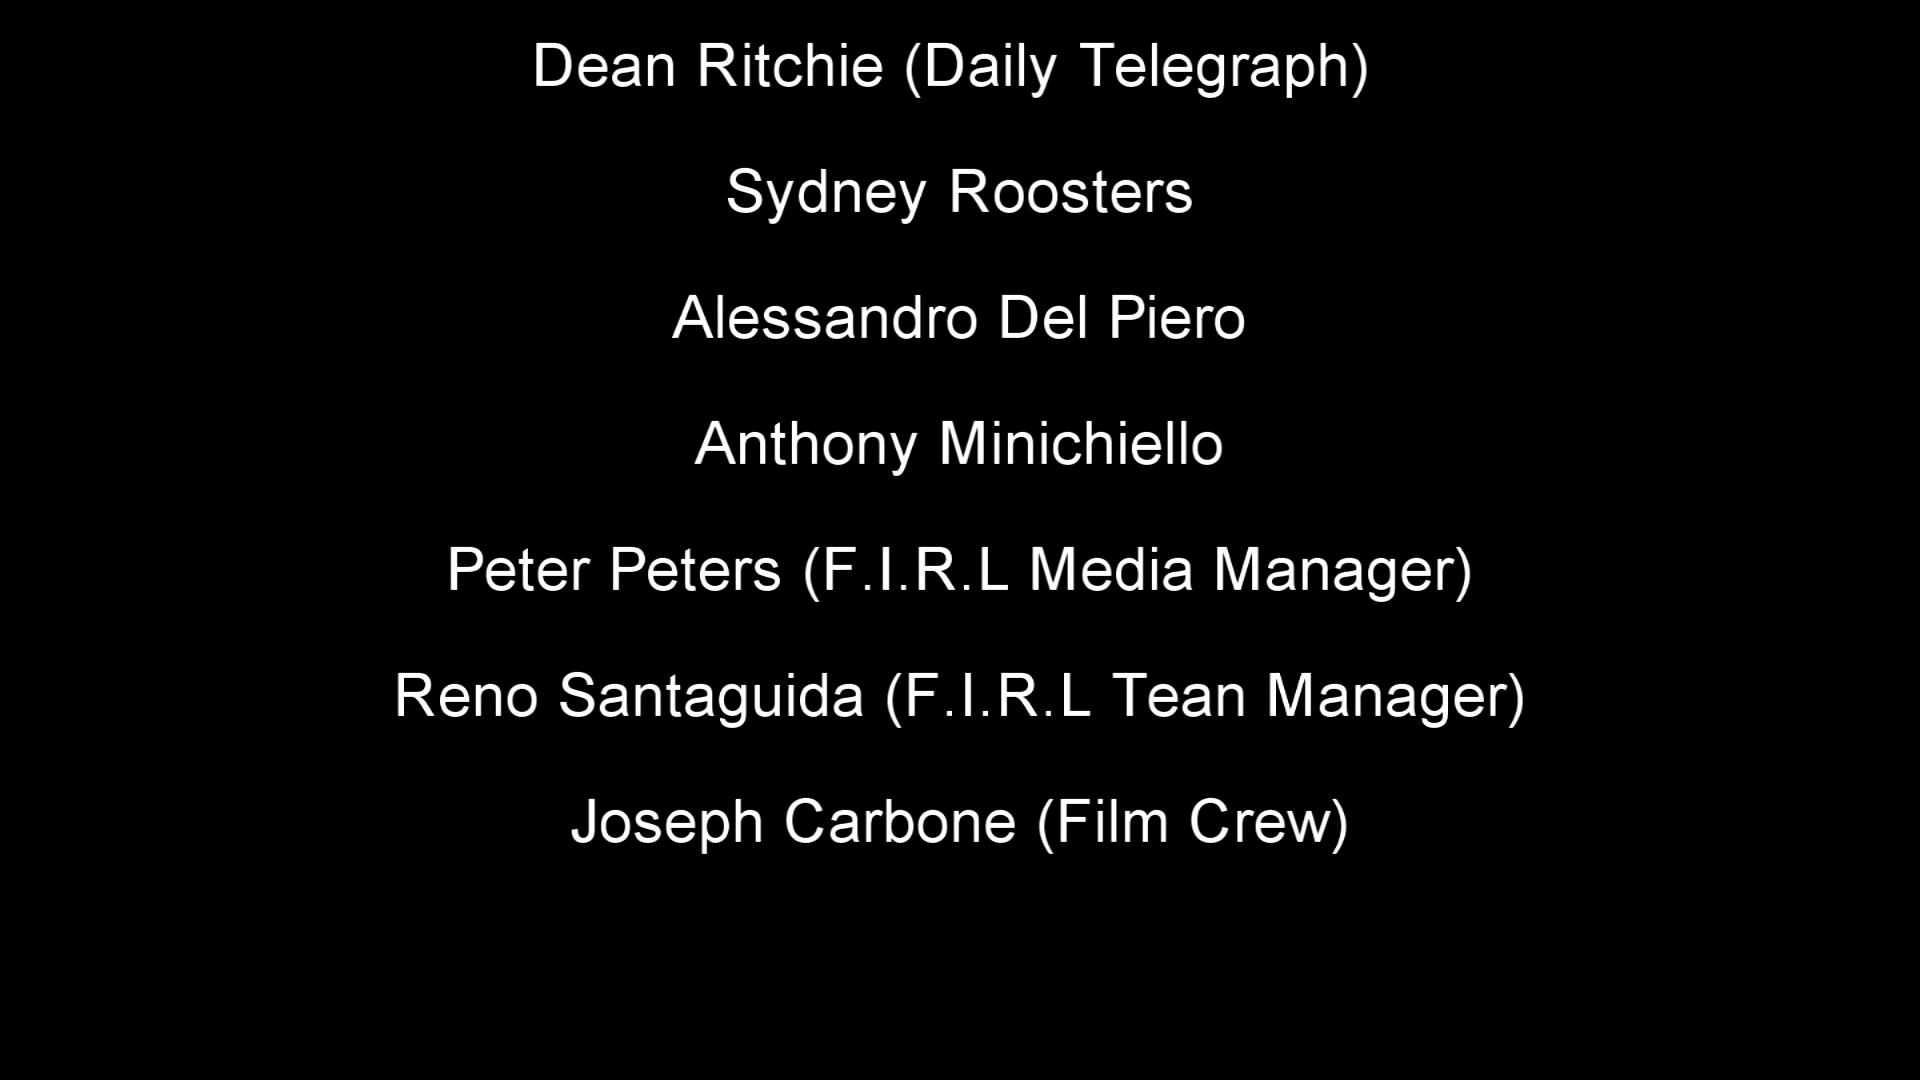 Dean Ritchie (Daily Telegraph)
Sydney Roosters
Alessandro Del Piero
Anthony Minichiello
Peter Peters (F.I.R.L Media Manager)
Reno Santaguida (F.I.R.L Tean Manager)
Joseph Carbone (Film Crew)